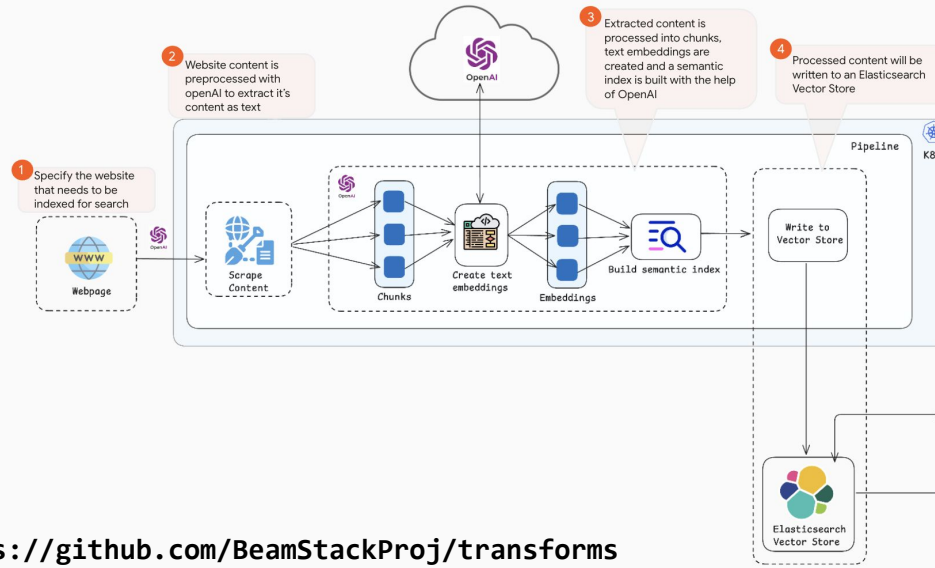 1
Specify the website
that needs to be
indexed for search
2
Website content is
preprocessed with
openAI to extract it's
content as text
OpenAI
3
Extracted content is
processed into chunks,
text embeddings are
created and a semantic
index is built with the help
of OpenAI
4
Processed content will be
written to an Elasticsearch
Vector Store
Pipeline
K8
WWW
Webpage
OpenAI
Scrape
Content
OpenAI
Chunks
Create text
embeddings
Embeddings
Build semantic index
Write to
Vector Store
Elasticsearch
Vector Store
s://github.com/BeamStackProj/transforms